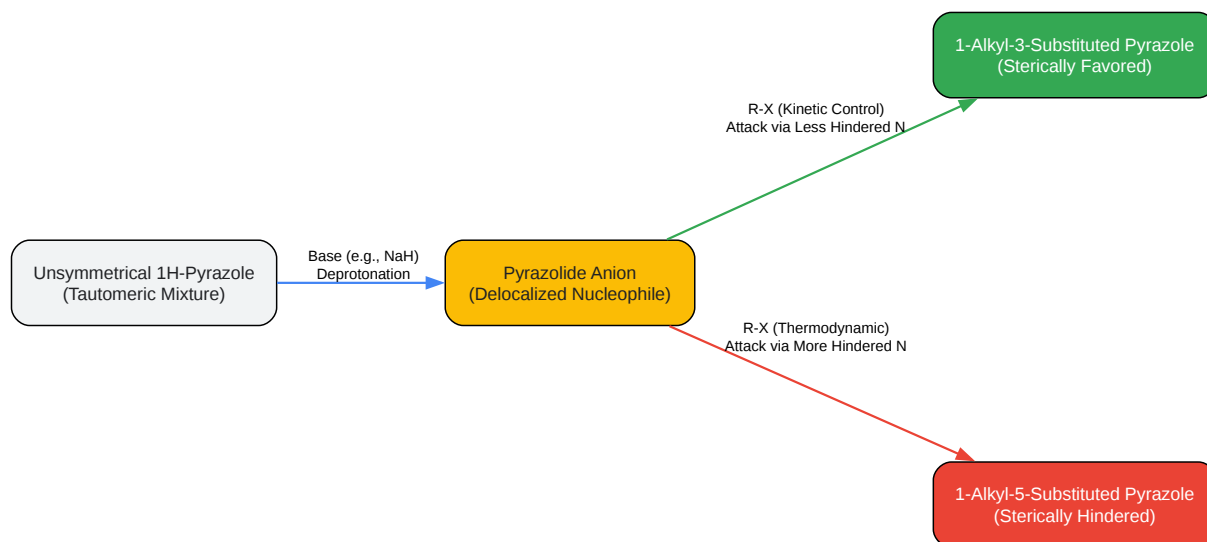 1-Alkyl-3-Substituted Pyrazole
(Sterically Favored)
R-X (Kinetic Control)
Attack via Less Hindered N
Unsymmetrical 1H-Pyrazole
(Tautomeric Mixture)
Base (e.g., NaH)
Deprotonation
Pyrazolide Anion
(Delocalized Nucleophile)
R-X (Thermodynamic)
Attack via More Hindered N
1-Alkyl-5-Substituted Pyrazole
(Sterically Hindered)